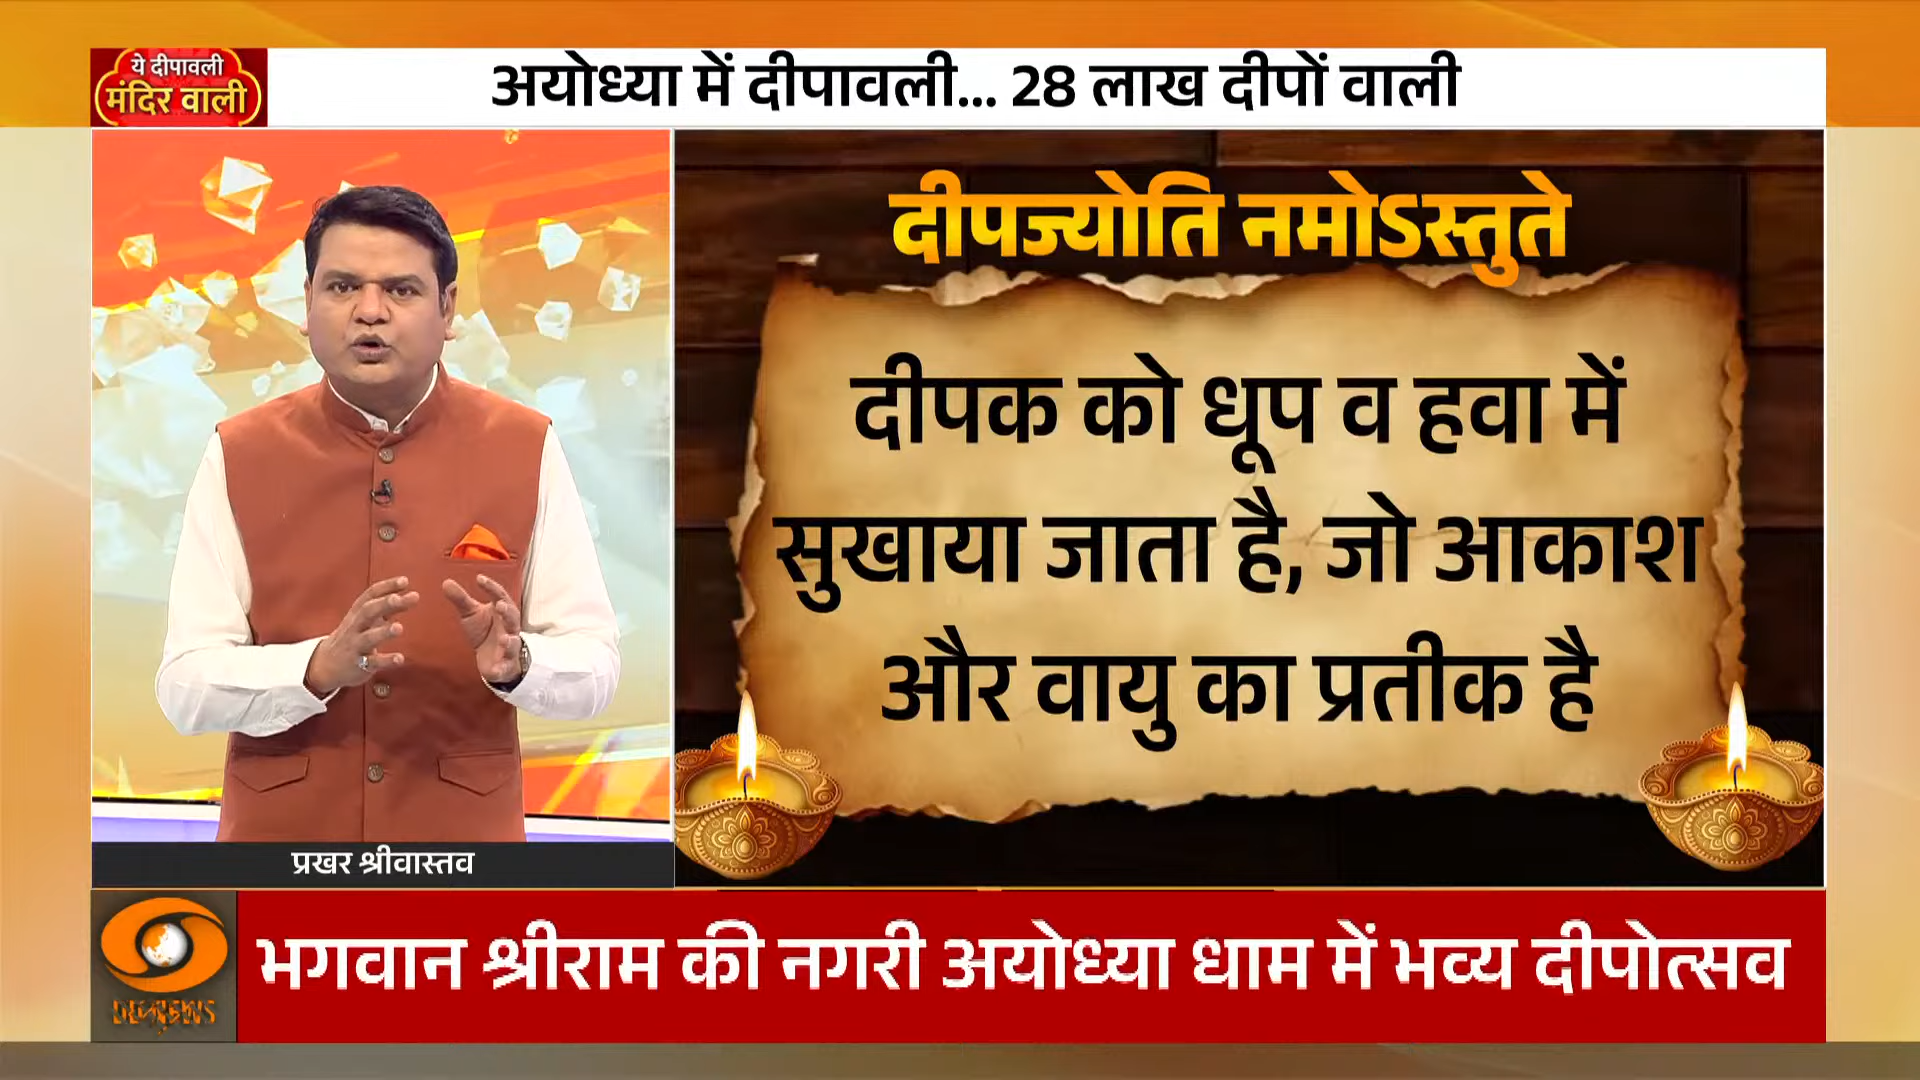 ये दीपावली
मंदिर वाली
अयोध्या में दीपावली... 28 लाख दीपों वाली
दीपज्योति नमोऽस्तुते
दीपक को धूप व हवा में
सुखाया जाता है, जो आकाश
और वायु का प्रतीक है
प्रखर श्रीवास्तव
भगवान श्रीराम की नगरी अयोध्या धाम में भव्य दीपोत्सव